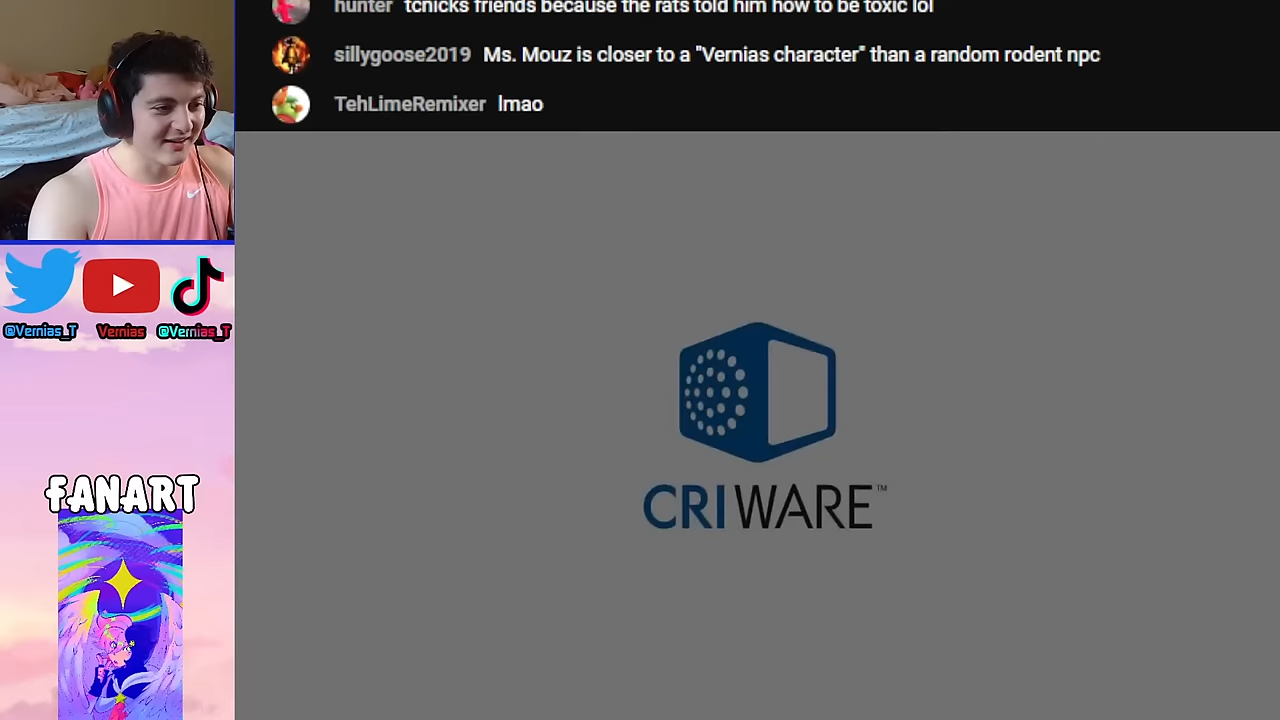 hunter tcnicks friends because the rats told him how to be toxic lol
sillygoose2019 Ms. Mouz is closer to a "Vernias character" than a random rodent npc
TehLimeRemixer lmao
@Vernias_T Vernias @Vernias_T
CRIWARE™
FANART